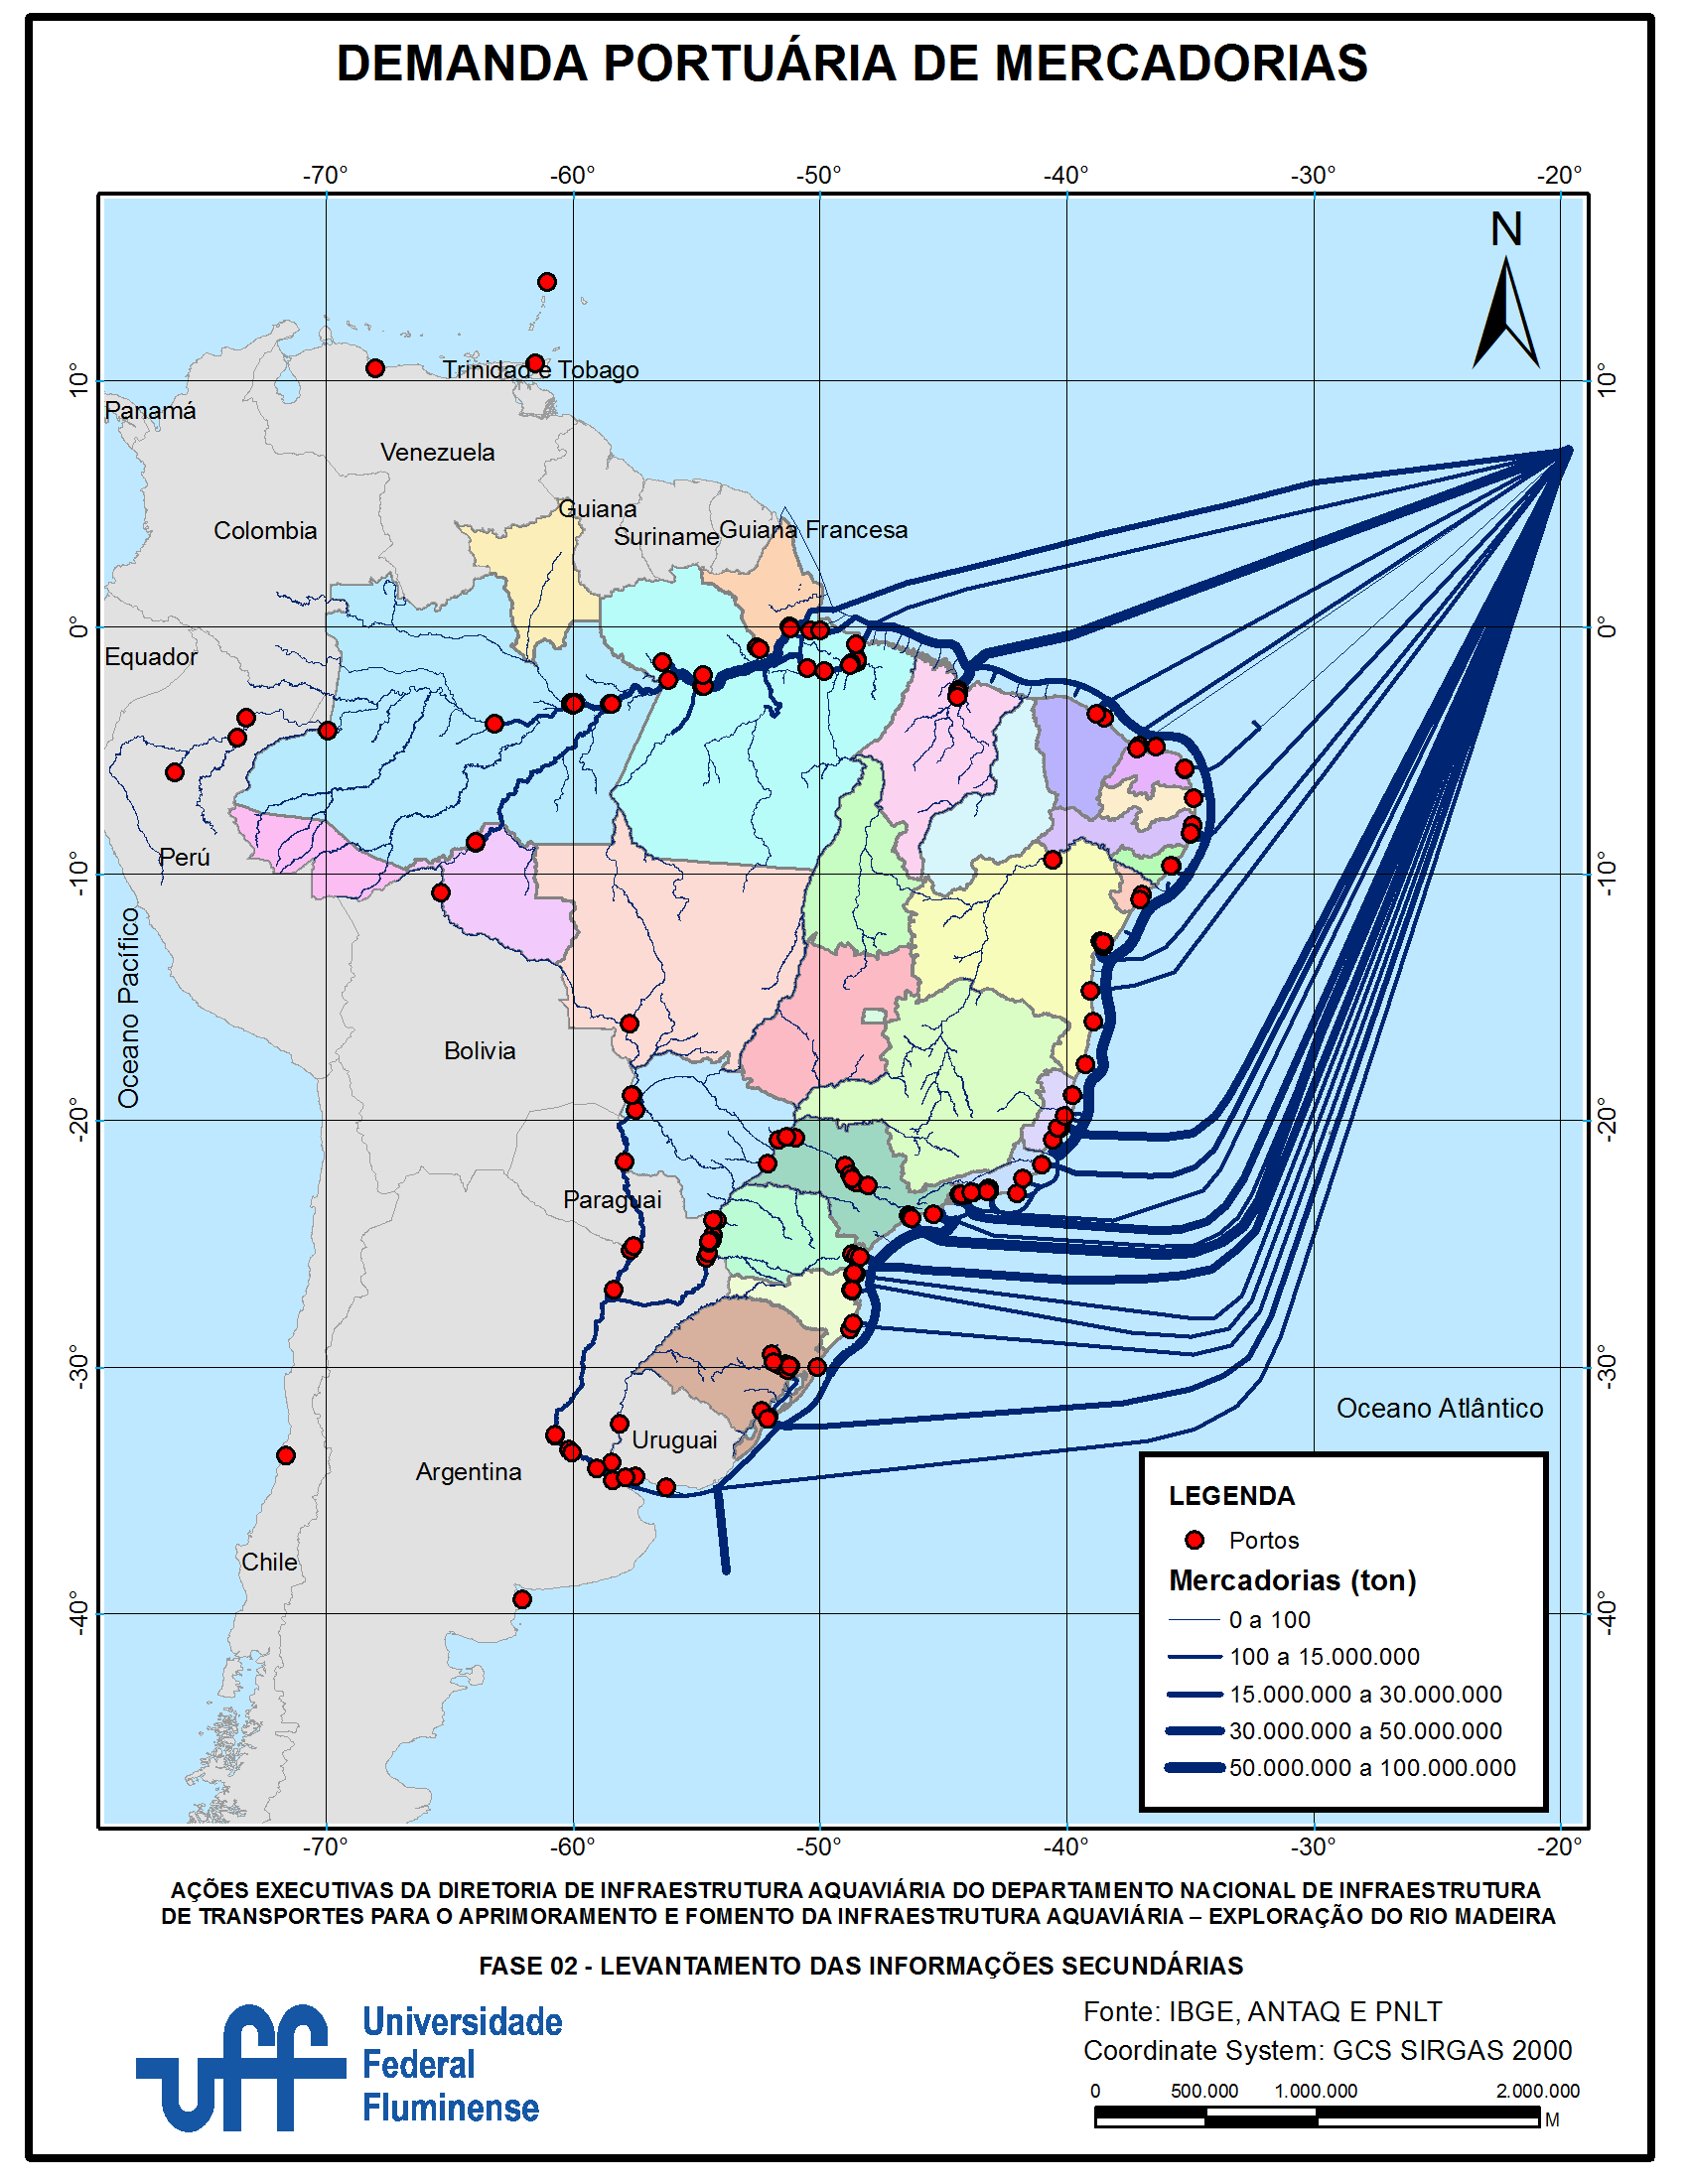 DEMANDA PORTUÁRIA DE MERCADORIAS
-70° -60° -50° -40° -30° -20°
N
10° 10°
Trinidad e Tobago
Panamá
Venezuela
Guiana
Colombia
Suriname
Guiana Francesa
0° 0°
Equador
Perú
-10° -10°
Oceano Pacífico
Bolivia
-20° -20°
Paraguai
-30° -30°
Oceano Atlântico
Uruguai
Argentina
Chile
-40° -40°
LEGENDA
Portos
Mercadorias (ton)
0 a 100
100 a 15.000.000
15.000.000 a 30.000.000
30.000.000 a 50.000.000
50.000.000 a 100.000.000
-70° -60° -50° -40° -30° -20°
AÇÕES EXECUTIVAS DA DIRETORIA DE INFRAESTRUTURA AQUAVIÁRIA DO DEPARTAMENTO NACIONAL DE INFRAESTRUTURA
DE TRANSPORTES PARA O APRIMORAMENTO E FOMENTO DA INFRAESTRUTURA AQUAVIÁRIA – EXPLORAÇÃO DO RIO MADEIRA
FASE 02 - LEVANTAMENTO DAS INFORMAÇÕES SECUNDÁRIAS
uff
Universidade
Federal
Fluminense
Fonte: IBGE, ANTAQ E PNLT
Coordinate System: GCS SIRGAS 2000
0 500.000 1.000.000 2.000.000
M